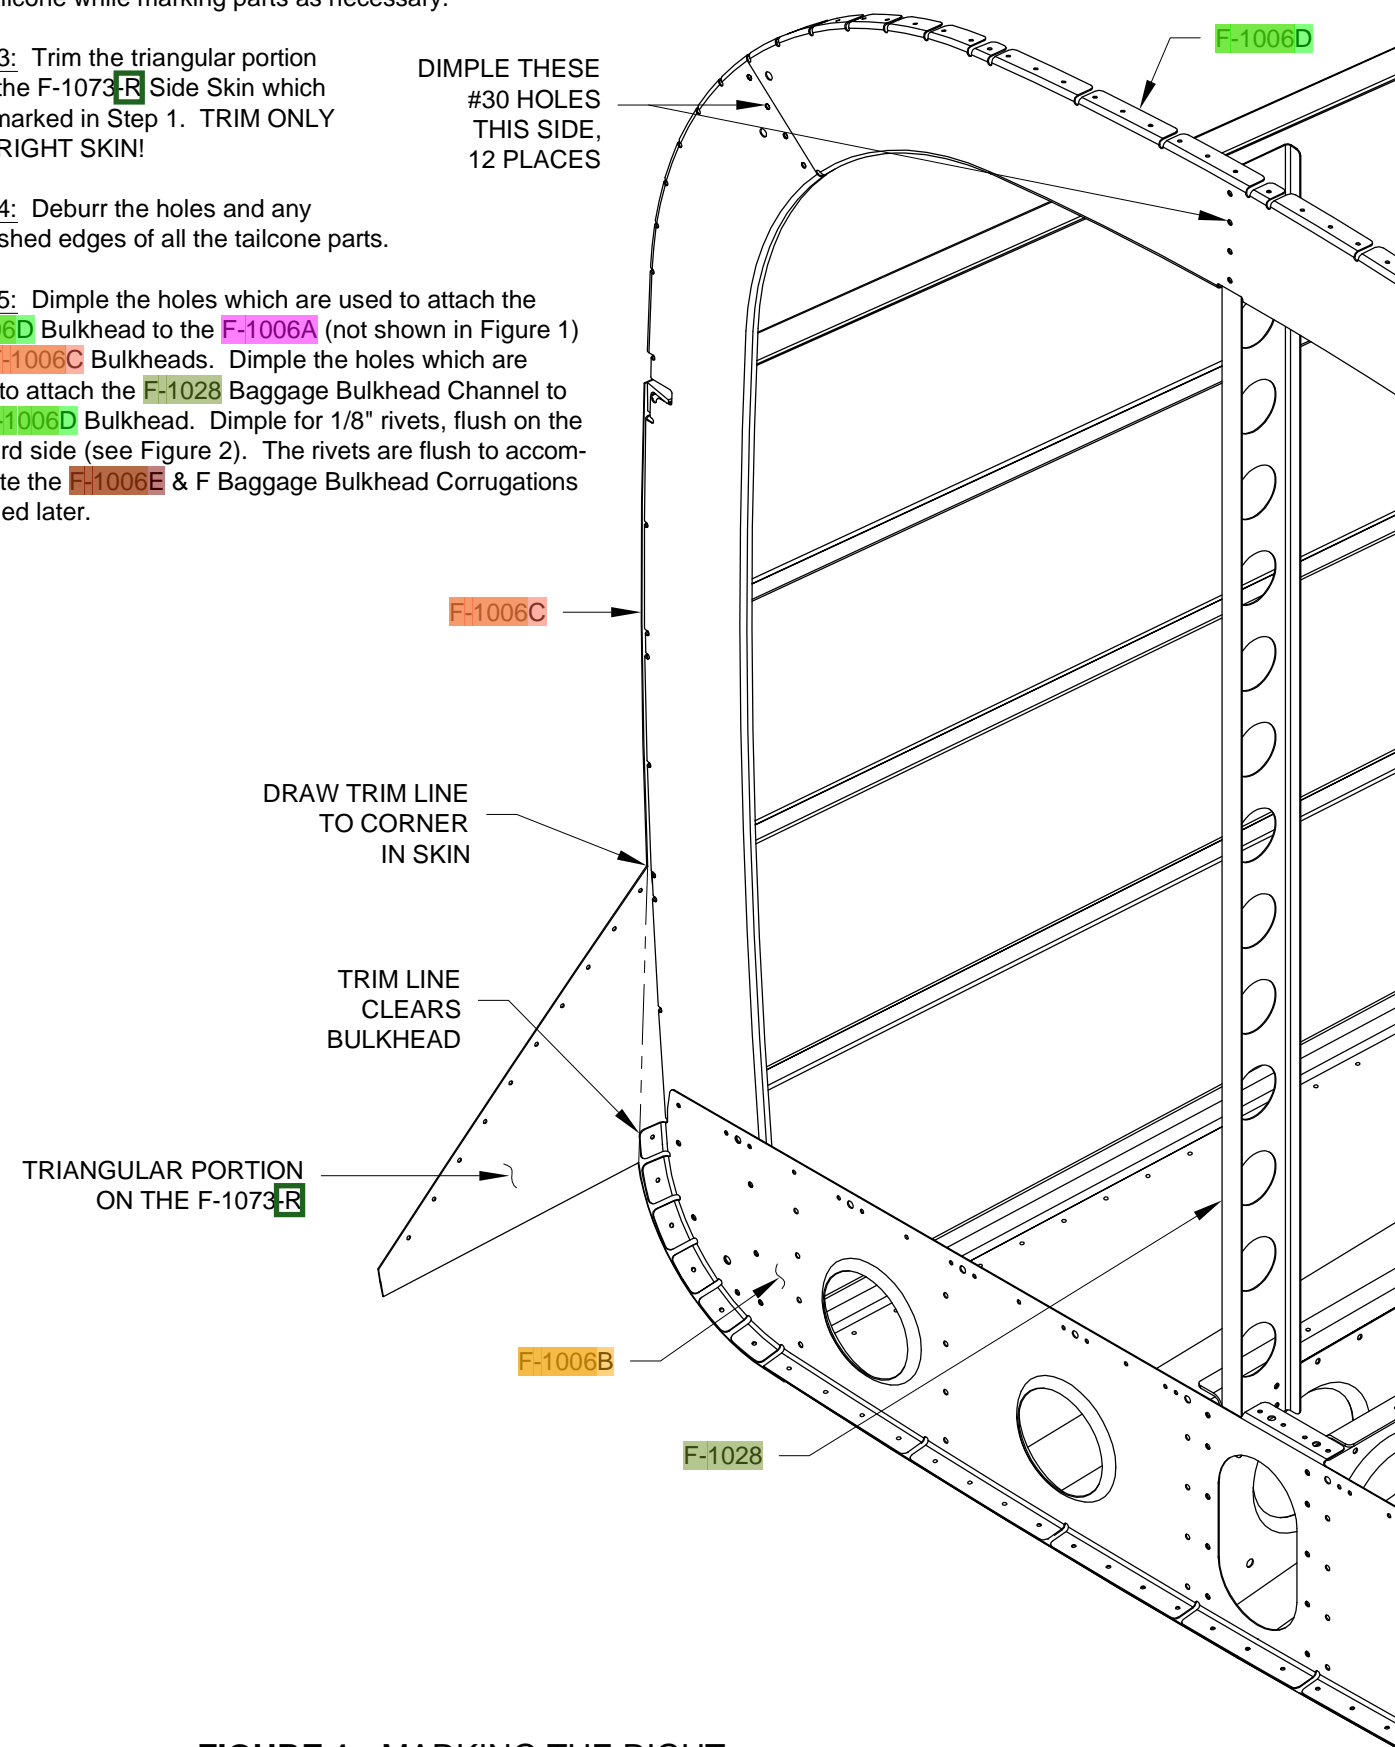 ilcone while marking parts as necessary.
3: Trim the triangular portion
the F-1073-R Side Skin which
marked in Step 1. TRIM ONLY
RIGHT SKIN!
4: Deburr the holes and any
shed edges of all the tailcone parts.
5: Dimple the holes which are used to attach the
6D Bulkhead to the F-1006A (not shown in Figure 1)
F-1006C Bulkheads. Dimple the holes which are
to attach the F-1028 Baggage Bulkhead Channel to
-1006D Bulkhead. Dimple for 1/8" rivets, flush on the
rd side (see Figure 2). The rivets are flush to accom-
te the F-1006E & F Baggage Bulkhead Corrugations
ed later.
DIMPLE THESE
#30 HOLES
THIS SIDE,
12 PLACES
F-1006D
F-1006C
DRAW TRIM LINE
TO CORNER
IN SKIN
TRIM LINE
CLEARS
BULKHEAD
TRIANGULAR PORTION
ON THE F-1073-R
F-1006B
F-1028
FIGURE 1: MARKING THE RIGHT